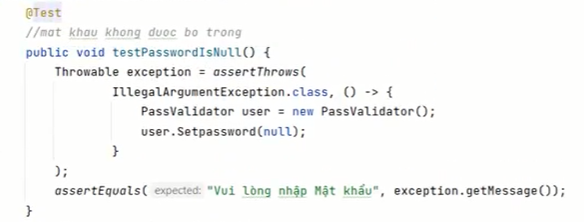 @Test
//mat khau khong duoc bo trong
public void testPasswordIsNull() {
Throwable exception = assertThrows(
IllegalArgumentException.class, () -> {
PassValidator user = new PassValidator();
user.Setpassword(null);
}
);
assertEquals( expected: "Vui lòng nhập Mật khẩu", exception.getMessage());
}